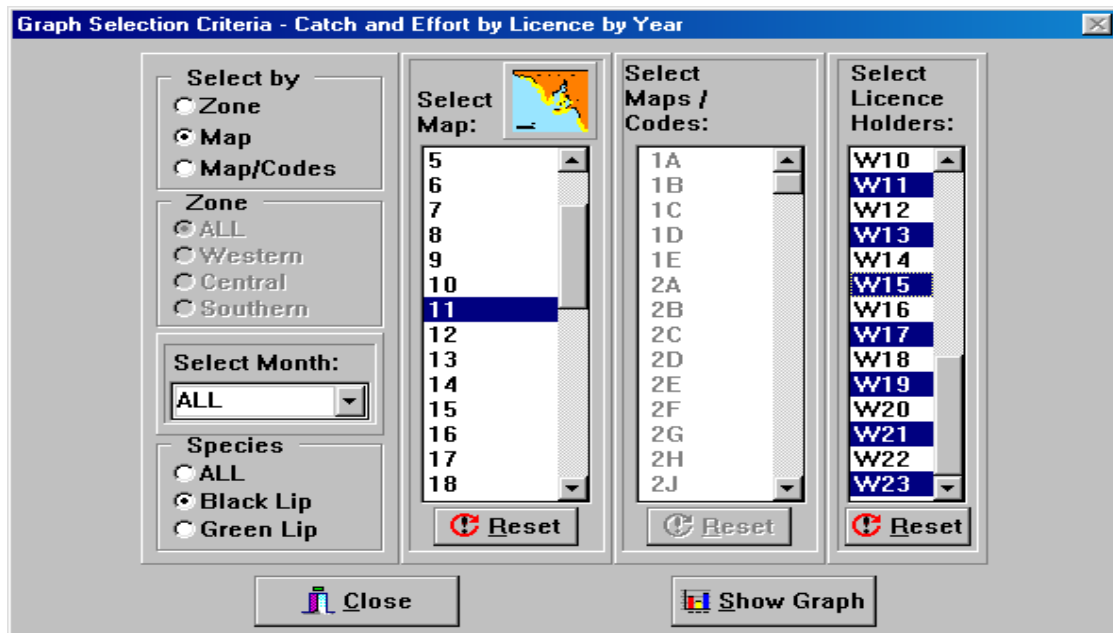 Graph Selection Criteria - Catch and Effort by Licence by Year
Select by
Zone
Map
Map/Codes
Zone
ALL
Western
Central
Southern
Select Month:
ALL
Species
ALL
Black Lip
Green Lip
Select
Map:
5
6
7
8
9
10
11
12
13
14
15
16
17
18
Reset
Select
Maps /
Codes:
1A
1B
1C
1D
1E
2A
2B
2C
2D
2E
2F
2G
2H
2J
Reset
Select
Licence
Holders:
W10
W11
W12
W13
W14
W15
W16
W17
W18
W19
W20
W21
W22
W23
Reset
Close
Show Graph